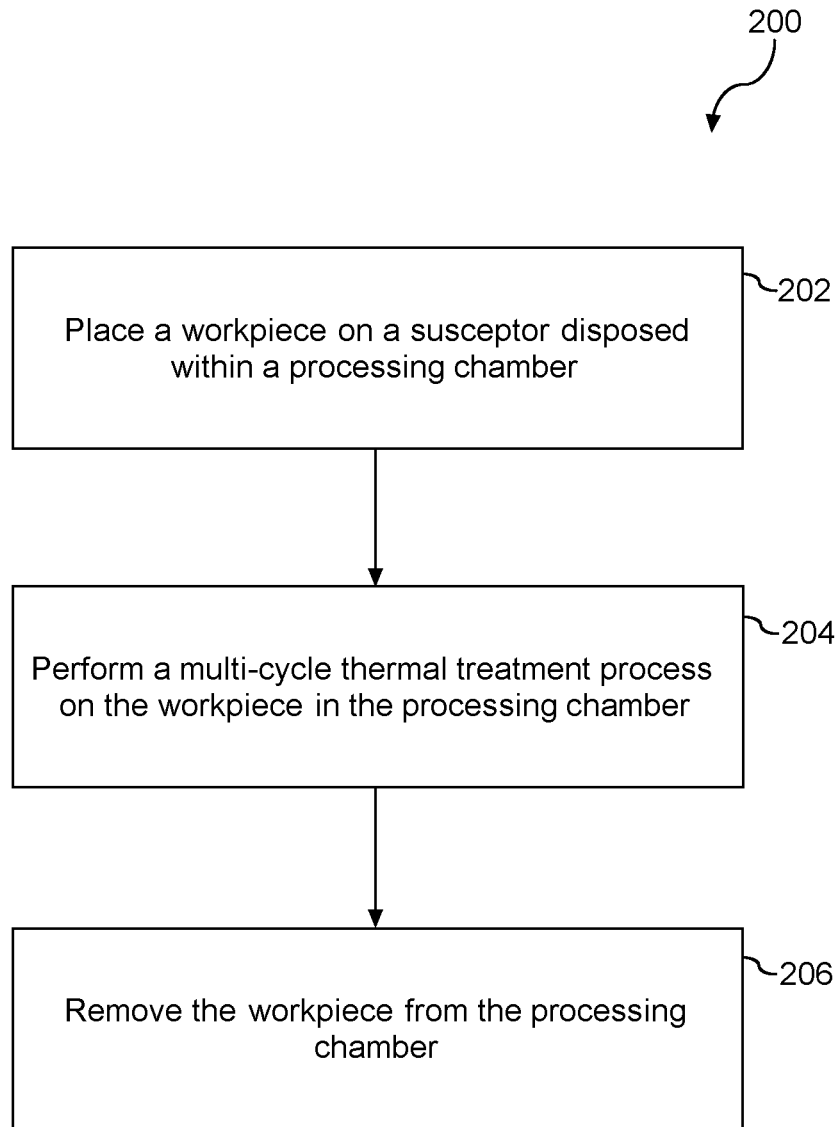 200
Place a workpiece on a susceptor disposed
within a processing chamber
202
Perform a multi-cycle thermal treatment process
on the workpiece in the processing chamber
204
Remove the workpiece from the processing
chamber
206